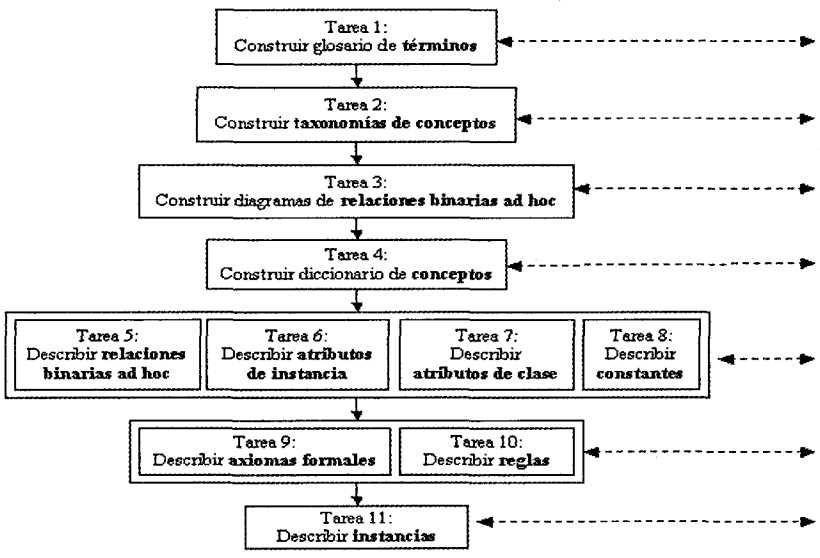 Tarea 1:
Construir glosario de términos
Tarea 2:
Construir taxonomías de conceptos
Tarea 3:
Construir diagramas de relaciones binarias ad hoc
Tarea 4:
Construir diccionario de conceptos
Tarea 5:
Describir relaciones
binarias ad hoc
Tarea 6:
Describir atributos
de instancia
Tarea 7:
Describir
atributos de clase
Tarea 8:
Describir
constantes
Tarea 9:
Describir axiomas formales
Tarea 10:
Describir reglas
Tarea 11:
Describir instancias